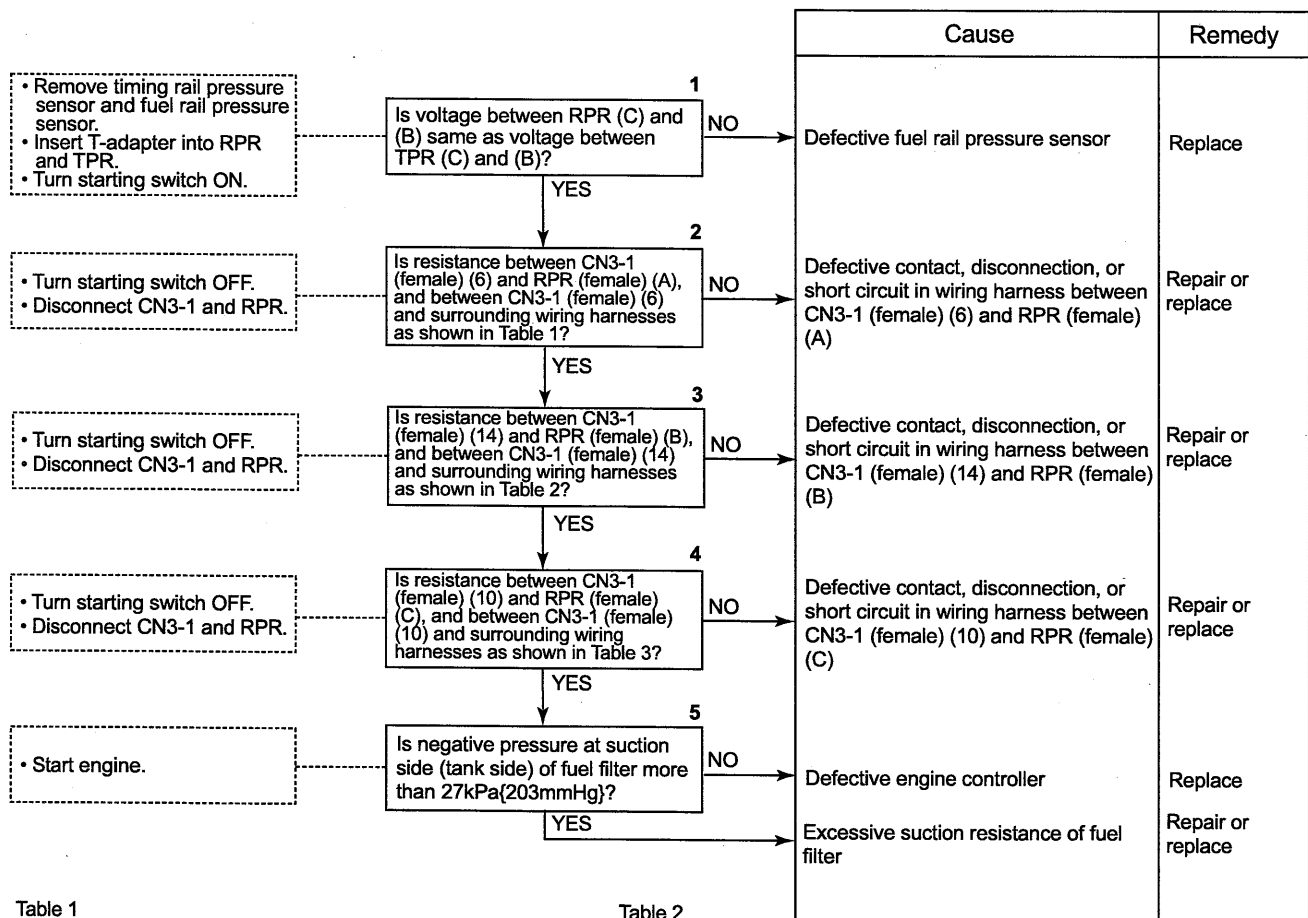 Cause
Remedy
• Remove timing rail pressure
sensor and fuel rail pressure
sensor.
• Insert T-adapter into RPR
and TPR.
• Turn starting switch ON.
1
Is voltage between RPR (C) and
(B) same as voltage between
TPR (C) and (B)?
NO
Defective fuel rail pressure sensor
Replace
YES
2
• Turn starting switch OFF.
• Disconnect CN3-1 and RPR.
Is resistance between CN3-1
(female) (6) and RPR (female) (A),
and between CN3-1 (female) (6)
and surrounding wiring harnesses
as shown in Table 1?
NO
Defective contact, disconnection, or
short circuit in wiring harness between
CN3-1 (female) (6) and RPR (female)
(A)
Repair or
replace
YES
3
• Turn starting switch OFF.
• Disconnect CN3-1 and RPR.
Is resistance between CN3-1
(female) (14) and RPR (female) (B),
and between CN3-1 (female) (14)
and surrounding wiring harnesses
as shown in Table 2?
NO
Defective contact, disconnection, or
short circuit in wiring harness between
CN3-1 (female) (14) and RPR (female)
(B)
Repair or
replace
YES
4
• Turn starting switch OFF.
• Disconnect CN3-1 and RPR.
Is resistance between CN3-1
(female) (10) and RPR (female)
(C), and between CN3-1 (female)
(10) and surrounding wiring
harnesses as shown in Table 3?
NO
Defective contact, disconnection, or
short circuit in wiring harness between
CN3-1 (female) (10) and RPR (female)
(C)
Repair or
replace
YES
5
• Start engine.
Is negative pressure at suction
side (tank side) of fuel filter more
than 27kPa{203mmHg}?
NO
Defective engine controller
Replace
YES
Excessive suction resistance of fuel
filter
Repair or
replace
Table 1
Table 2